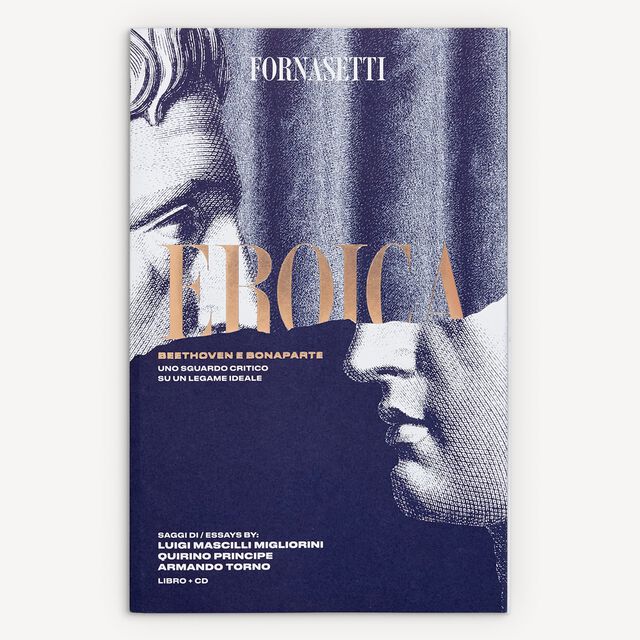 FORNASETTI
EROICA
BEETHOVEN E BONAPARTE
UNO SGUARDO CRITICO
SU UN LEGAME IDEALE
SAGGI DI / ESSAYS BY:
LUIGI MASCILLI MIGLIORINI
QUIRINO PRINCIPE
ARMANDO TORNO
LIBRO + CD